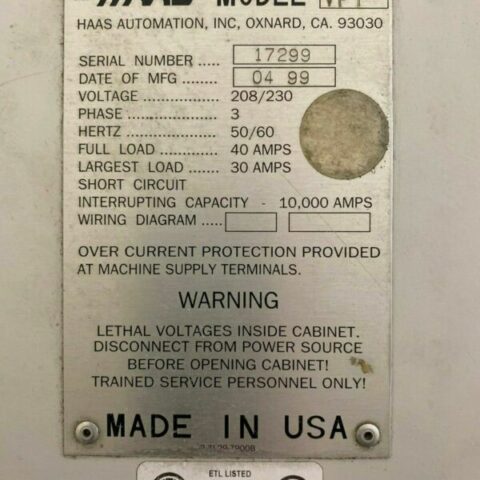 HAAS MODEL
HAAS AUTOMATION, INC, OXNARD, CA. 93030
SERIAL NUMBER ..... 17299
DATE OF MFG ...... 04 99
VOLTAGE ............... 208/230
PHASE .................. 3
HERTZ ................... 50/60
FULL LOAD ............ 40 AMPS
LARGEST LOAD ...... 30 AMPS
SHORT CIRCUIT
INTERRUPTING CAPACITY - 10,000 AMPS
WIRING DIAGRAM .....
OVER CURRENT PROTECTION PROVIDED
AT MACHINE SUPPLY TERMINALS.
WARNING
LETHAL VOLTAGES INSIDE CABINET.
DISCONNECT FROM POWER SOURCE
BEFORE OPENING CABINET!
TRAINED SERVICE PERSONNEL ONLY!
MADE IN USA
ETL LISTED